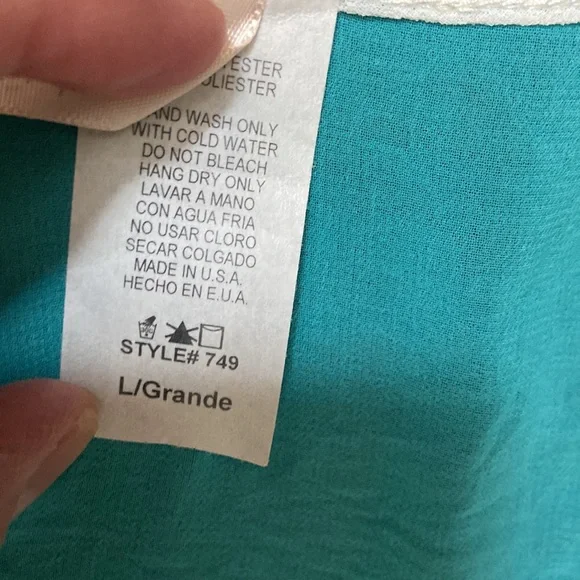 WASH ONLY
WITH COLD WATER
DO NOT BLEACH
HANG DRY ONLY
LAVAR A MANO
CON AGUA FRIA
NO USAR CLORO
SECAR COLGADO
MADE IN U.S.A.
HECHO EN E.U.A.
STYLE# 749
L/Grande